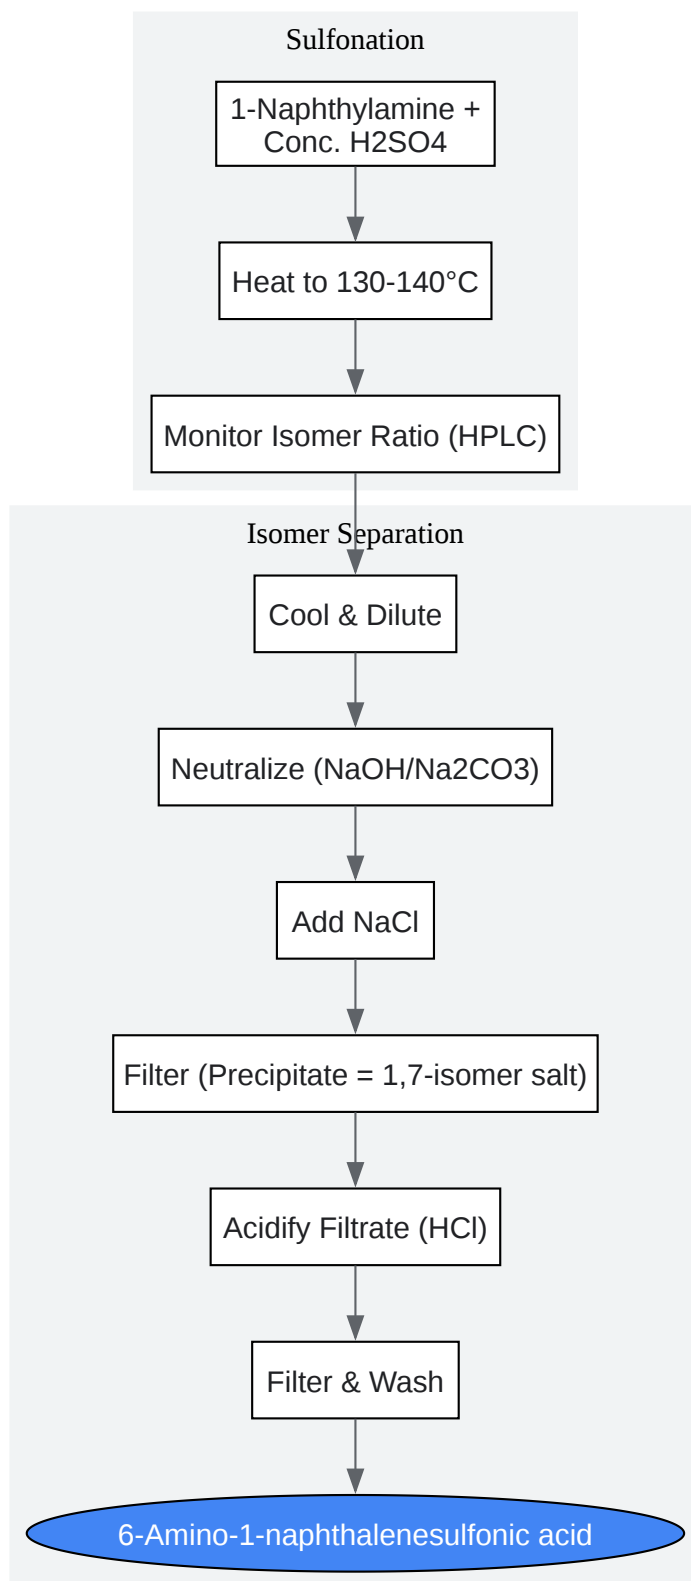 Sulfonation
1-Naphthylamine +
Conc. H2SO4
Heat to 130-140°C
Monitor Isomer Ratio (HPLC)
Isomer Separation
Cool & Dilute
Neutralize (NaOH/Na2CO3)
Add NaCl
Filter (Precipitate = 1,7-isomer salt)
Acidify Filtrate (HCl)
Filter & Wash
6-Amino-1-naphthalenesulfonic acid